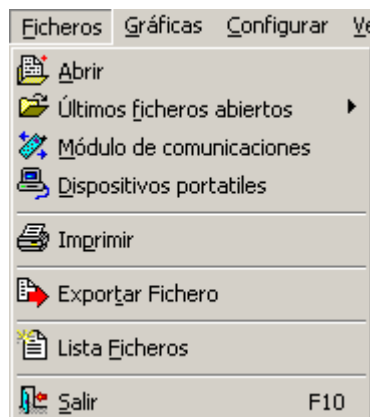 Ficheros Gráficas Configurar
Abrir
Últimos ficheros abiertos
Módulo de comunicaciones
Dispositivos portatiles
Imprimir
Exportar Fichero
Lista Ficheros
Salir F10